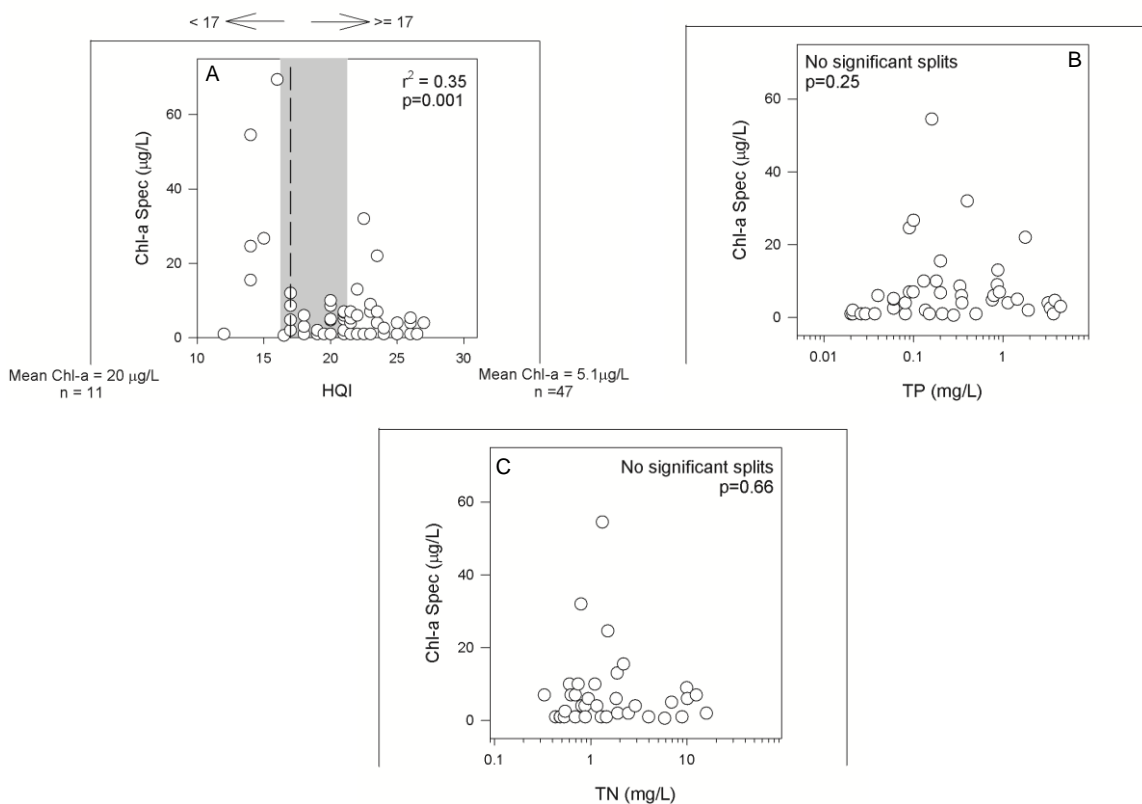 < 17
>= 17
A
r² = 0.35
p=0.001
Chl-a Spec (µg/L)
60
40
20
0
10
15
20
25
30
HQI
Mean Chl-a = 20 µg/L
n = 11
Mean Chl-a = 5.1µg/L
n =47
No significant splits
p=0.25
B
Chl-a Spec (µg/L)
60
40
20
0
0.01
0.1
1
TP (mg/L)
C
No significant splits
p=0.66
Chl-a Spec (µg/L)
60
40
20
0
0.1
1
10
TN (mg/L)